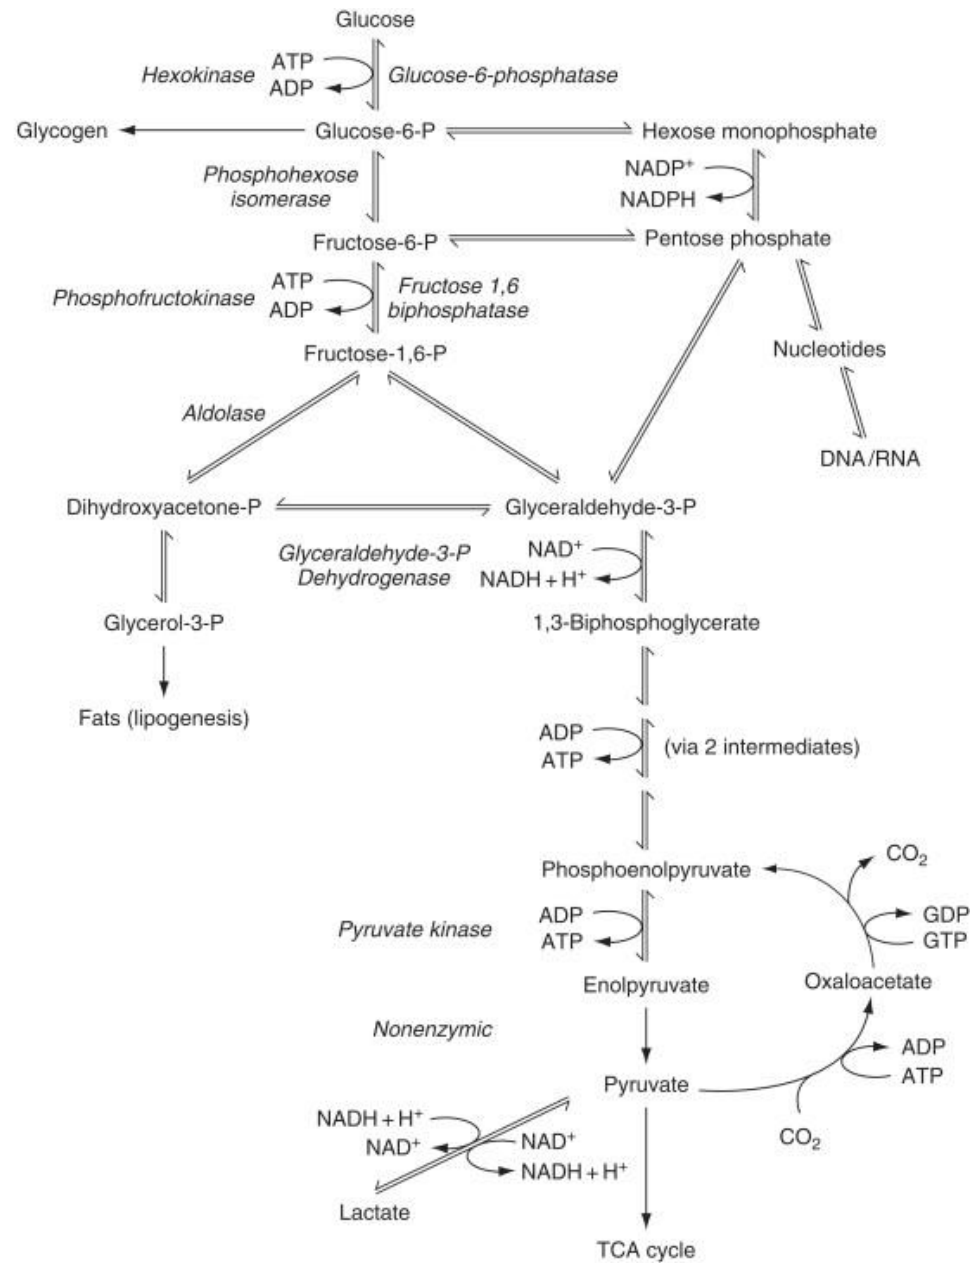 Glucose
ATP
Hexokinase
ADP
Glucose-6-phosphatase
Glycogen
Glucose-6-P
Hexose monophosphate
Phosphohexose
isomerase
NADP+
NADPH
Fructose-6-P
Pentose phosphate
ATP
Phosphofructokinase
ADP
Fructose 1,6
biphosphatase
Fructose-1,6-P
Nucleotides
Aldolase
DNA/RNA
Dihydroxyacetone-P
Glyceraldehyde-3-P
Glyceraldehyde-3-P
Dehydrogenase
NAD+
NADH + H+
Glycerol-3-P
1,3-Biphosphoglycerate
Fats (lipogenesis)
ADP
ATP
(via 2 intermediates)
Phosphoenolpyruvate
CO2
ADP
Pyruvate kinase
ATP
GDP
GTP
Enolpyruvate
Oxaloacetate
Nonenzymic
ADP
ATP
Pyruvate
CO2
NADH + H+
NAD+
NAD+
NADH + H+
Lactate
TCA cycle